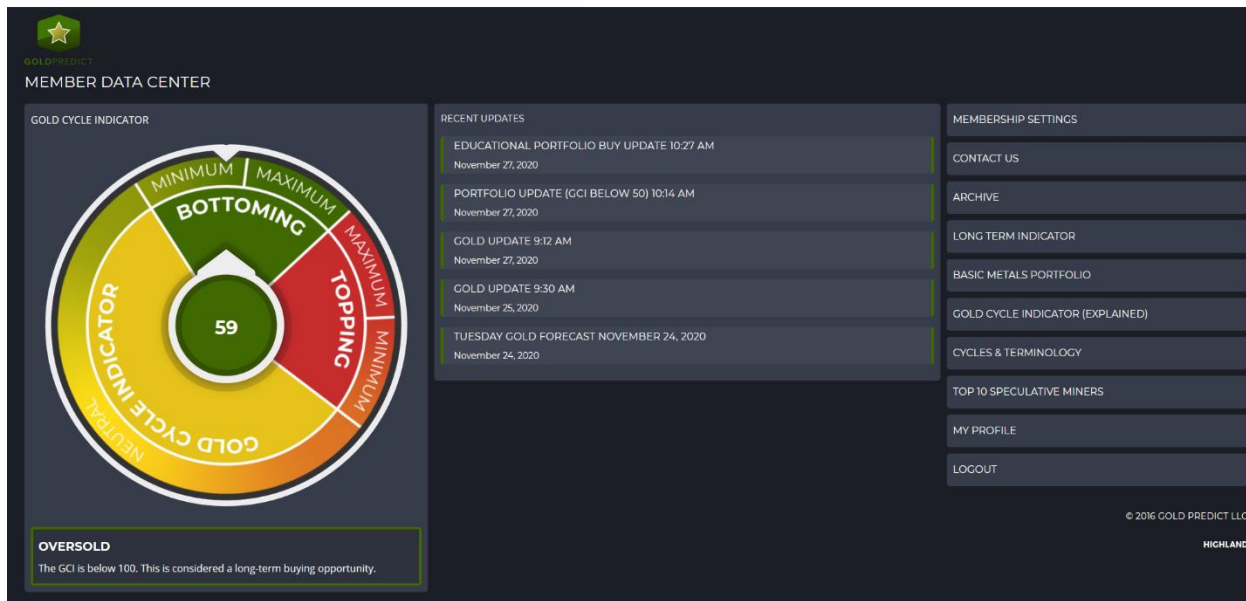 GOLDPREDICT
MEMBER DATA CENTER
GOLD CYCLE INDICATOR
MINIMUM
MAXIMUM
BOTTOMING
MAXIMUM
TOPPING
MINIMUM
59
GOLD CYCLE INDICATOR
NEUTRAL
OVERSOLD
The GCI is below 100. This is considered a long-term buying opportunity.
RECENT UPDATES
EDUCATIONAL PORTFOLIO BUY UPDATE 10:27 AM
November 27, 2020
PORTFOLIO UPDATE (GCI BELOW 50) 10:14 AM
November 27, 2020
GOLD UPDATE 9:12 AM
November 27, 2020
GOLD UPDATE 9:30 AM
November 25, 2020
TUESDAY GOLD FORECAST NOVEMBER 24, 2020
November 24, 2020
MEMBERSHIP SETTINGS
CONTACT US
ARCHIVE
LONG TERM INDICATOR
BASIC METALS PORTFOLIO
GOLD CYCLE INDICATOR (EXPLAINED)
CYCLES & TERMINOLOGY
TOP 10 SPECULATIVE MINERS
MY PROFILE
LOGOUT
© 2016 GOLD PREDICT LLC
HIGHLAND